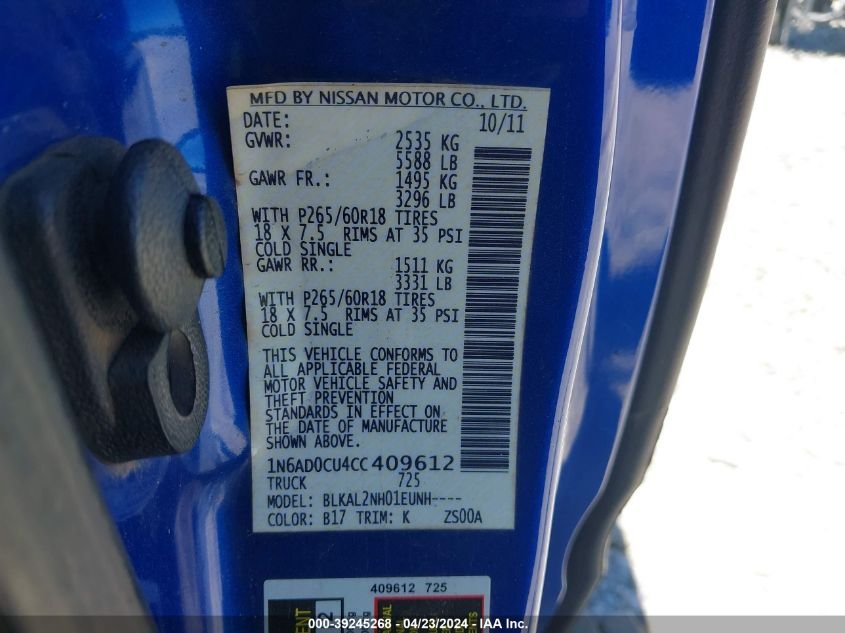 MFD BY NISSAN MOTOR CO., LTD.
DATE: 10/11
GVWR: 2535 KG
5588 LB
GAWR FR.: 1495 KG
3296 LB
WITH P265/60R18 TIRES
18 X 7.5 RIMS AT 35 PSI
COLD SINGLE
GAWR RR.: 1511 KG
3331 LB
WITH P265/60R18 TIRES
18 X 7.5 RIMS AT 35 PSI
COLD SINGLE
THIS VEHICLE CONFORMS TO
ALL APPLICABLE FEDERAL
MOTOR VEHICLE SAFETY AND
THEFT PREVENTION
STANDARDS IN EFFECT ON
THE DATE OF MANUFACTURE
SHOWN ABOVE.
1N6AD0CU4CC409612
TRUCK 725
MODEL: BLKAL2NH01EUNH----
COLOR: B17 TRIM: K ZS00A
409612 725
000-39245268 - 04/23/2024 - IAA Inc.